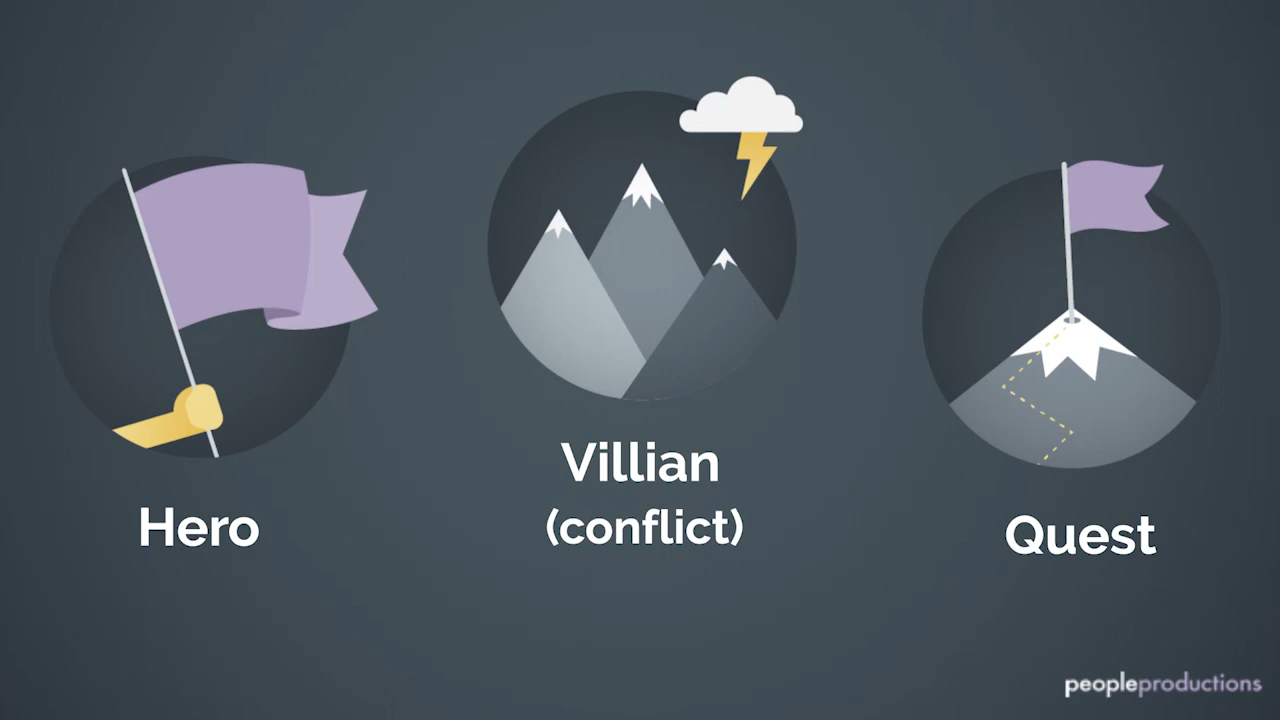 Hero
Villian
(conflict)
Quest
peopleproductions